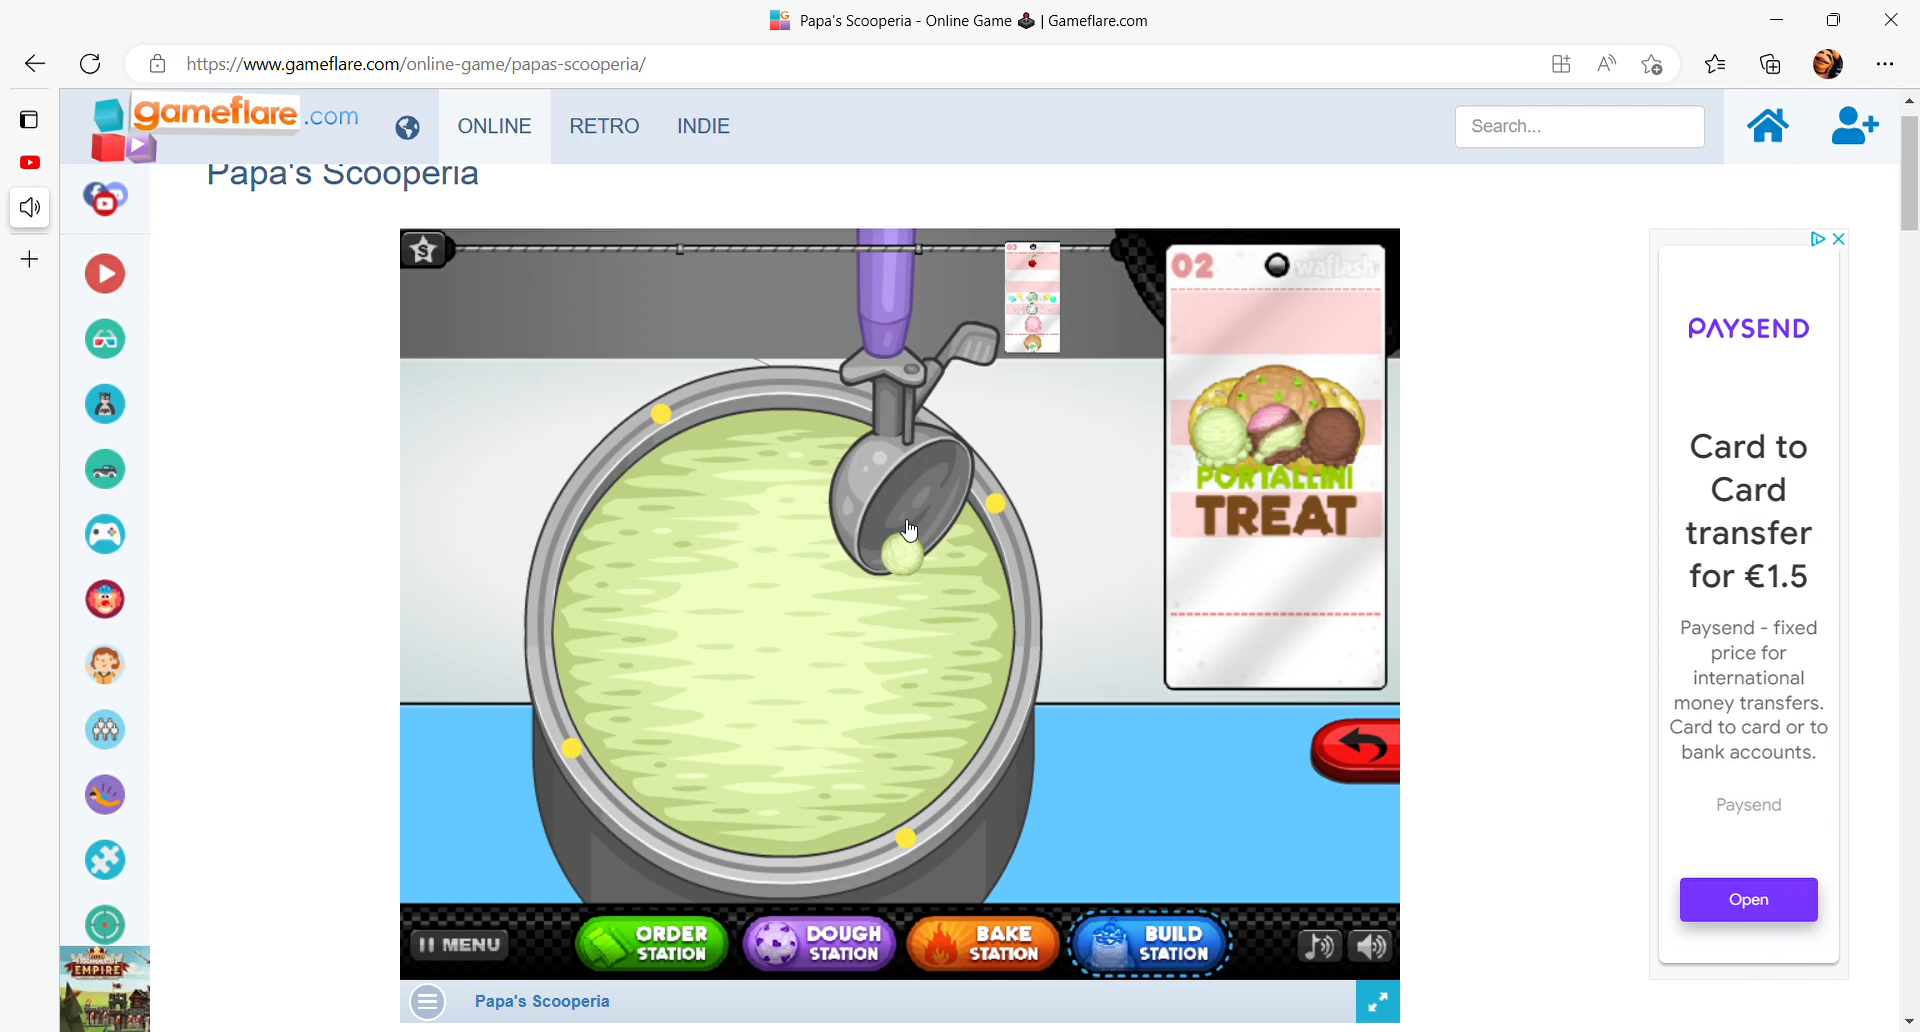 Papa's Scooperia - Online Game | Gameflare.com
https://www.gameflare.com/online-game/papas-scooperia/
gameflare.com
ONLINE
RETRO
INDIE
Search...
Papa's Scooperia
S
03
02
waflash
PORTALLINI
TREAT
PAYSEND
Card to
Card
transfer
for €1.5
Paysend - fixed
price for
international
money transfers.
Card to card or to
bank accounts.
Paysend
Open
MENU
ORDER
STATION
DOUGH
STATION
BAKE
STATION
BUILD
STATION
EMPIRE
Papa's Scooperia